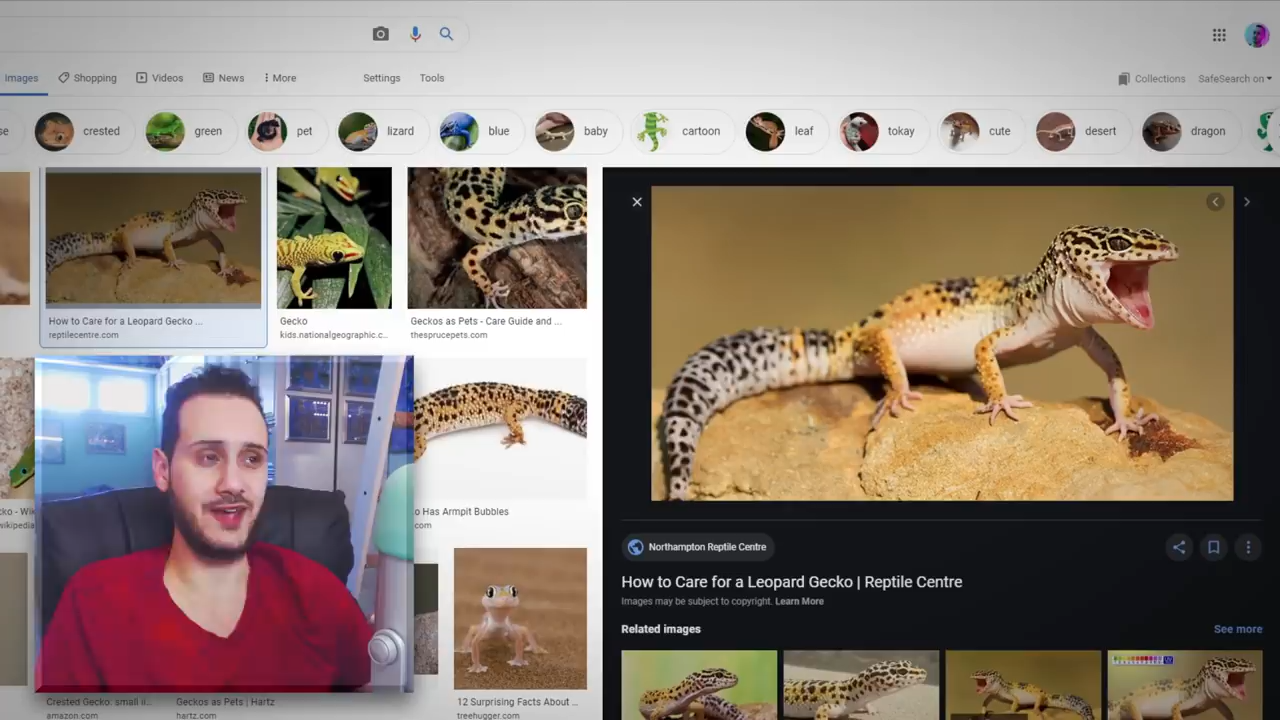 Images
Shopping
Videos
News
More
Settings
Tools
Collections
SafeSearch on
se
crested
green
pet
lizard
blue
baby
cartoon
leaf
tokay
cute
desert
dragon
How to Care for a Leopard Gecko ...
reptilecentre.com
Gecko
kids.nationalgeographic.c...
Geckos as Pets - Care Guide and ...
thesprucepets.com
cko - Wik
wikipedia
o Has Armpit Bubbles
com
Crested Gecko: small li...
amazon.com
Geckos as Pets | Hartz
hartz.com
12 Surprising Facts About ...
treehugger.com
Northampton Reptile Centre
How to Care for a Leopard Gecko | Reptile Centre
Images may be subject to copyright. Learn More
Related images
See more